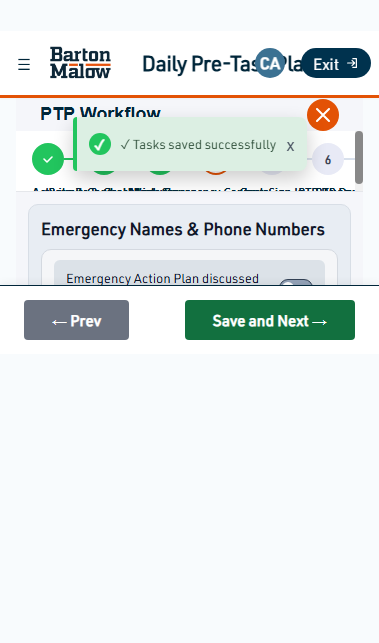 ☰ Barton Malow Daily Pre-Tas CA Exit
PTP Workflow
✓ Tasks saved successfully x
6
Emergency Names & Phone Numbers
Emergency Action Plan discussed
← Prev
Save and Next →